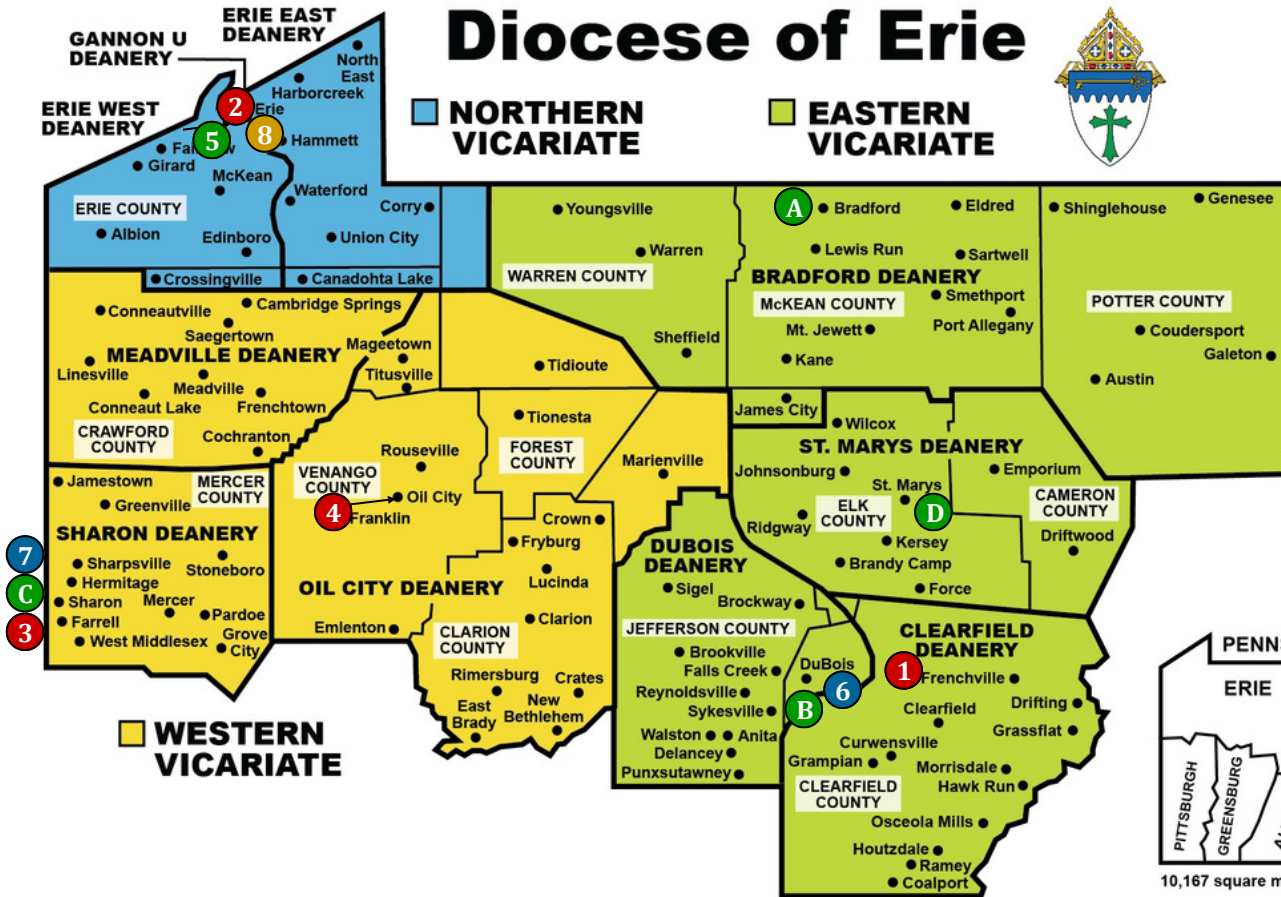 Diocese of Erie
ERIE EAST
DEANERY
GANNON U
DEANERY
ERIE WEST
DEANERY
NORTHERN
VICARIATE
EASTERN
VICARIATE
North
East
Harborcreek
2
Erie
5
8
Hammett
Girard
McKean
Waterford
ERIE COUNTY
Corry
Albion
Edinboro
Union City
Crossingville
Canadohta Lake
A
Youngsville
Bradford
Eldred
Shinglehouse
Genesee
Warren
Lewis Run
Sartwell
WARREN COUNTY
BRADFORD DEANERY
McKEAN COUNTY
Smethport
POTTER COUNTY
Mt. Jewett
Port Allegany
Coudersport
Sheffield
Kane
Galeton
Austin
Conneautville
Cambridge Springs
Saegertown
MEADVILLE DEANERY
Mageetown
Linesville
Meadville
Titusville
Tidioute
Conneaut Lake
Frenchtown
CRAWFORD
COUNTY
Cochranton
Tionesta
James City
Wilcox
Rouseville
FOREST
COUNTY
ST. MARYS DEANERY
Marienville
Johnsonburg
Emporium
Jamestown
MERCER
COUNTY
VENANGO
COUNTY
Oil City
St. Marys
CAMERON
COUNTY
Greenville
4
Franklin
ELK
COUNTY
D
SHARON DEANERY
Crown
Ridgway
Driftwood
7
Sharpsville
Stoneboro
Fryburg
DUBOIS
DEANERY
Kersey
C
Hermitage
Lucinda
Brandy Camp
Sharon
Mercer
Pardoe
OIL CITY DEANERY
Sigel
Force
3
Farrell
Clarion
Brockway
West Middlesex
Grove
City
Emlenton
CLARION
COUNTY
JEFFERSON COUNTY
CLEARFIELD
DEANERY
Brookville
DuBois
1
Frenchville
Falls Creek
Rimersburg
Crates
Reynoldsville
6
Drifting
East
Brady
New
Bethlehem
Sykesville
B
Clearfield
Grassflat
WESTERN
VICARIATE
Walston
Anita
Curwensville
Delancey
Grampian
Morrisdale
Punxsutawney
CLEARFIELD
COUNTY
Hawk Run
Osceola Mills
Houtzdale
Ramey
Coalport
PENNS
ERIE
PITTSBURGH
GREENSBURG
10,167 square m